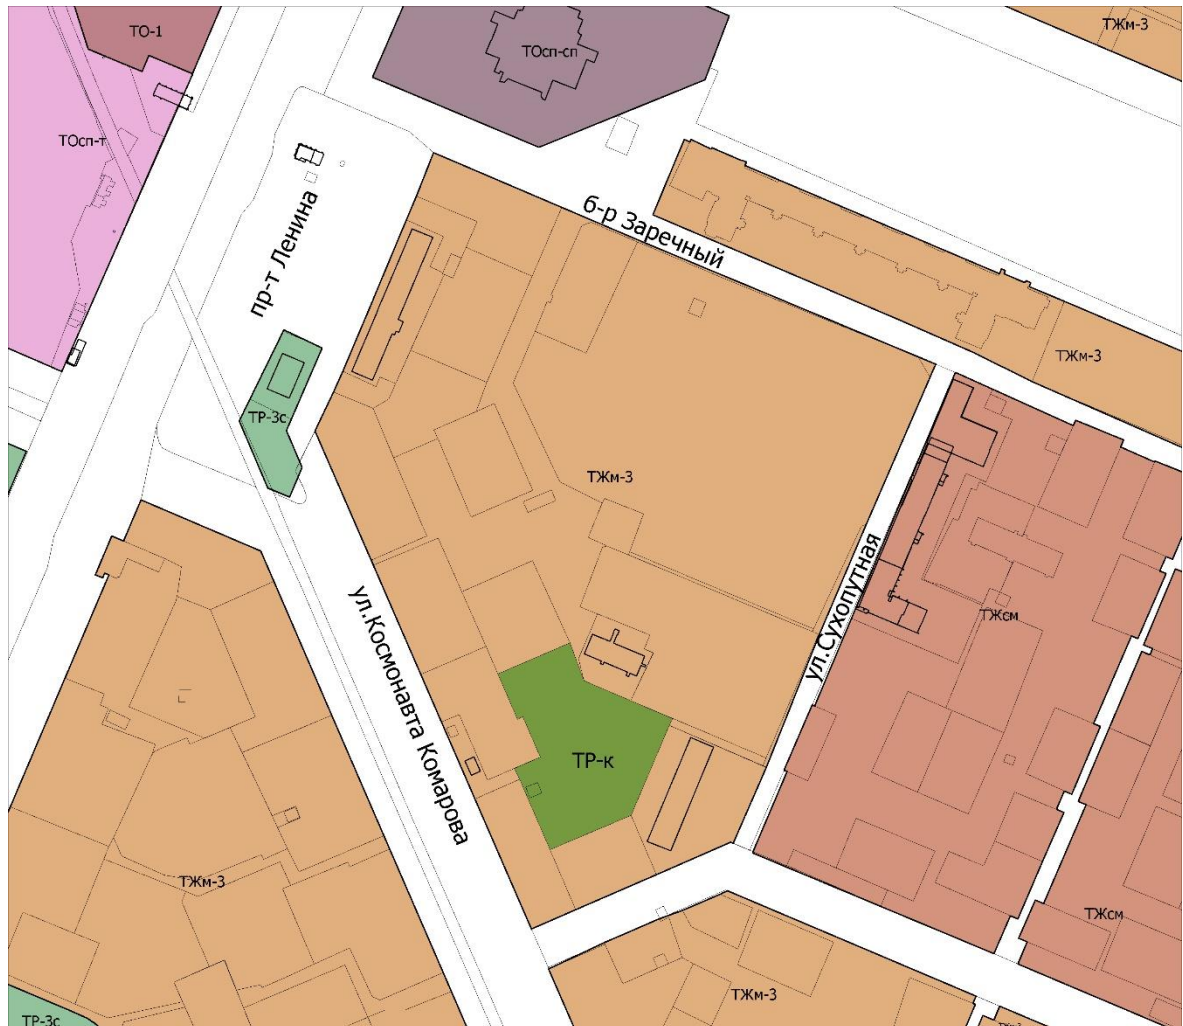 ТО-1
ТЖм-3
ТОсп-сп
ТОсп-т
пр-т Ленина
б-р Заречный
ТЖм-3
ТР-3с
ТЖм-3
ул.Сухопутная
ТЖсм
ул.Космонавта Комарова
ТР-к
ТЖм-3
ТЖсм
ТЖм-3
ТР-3с